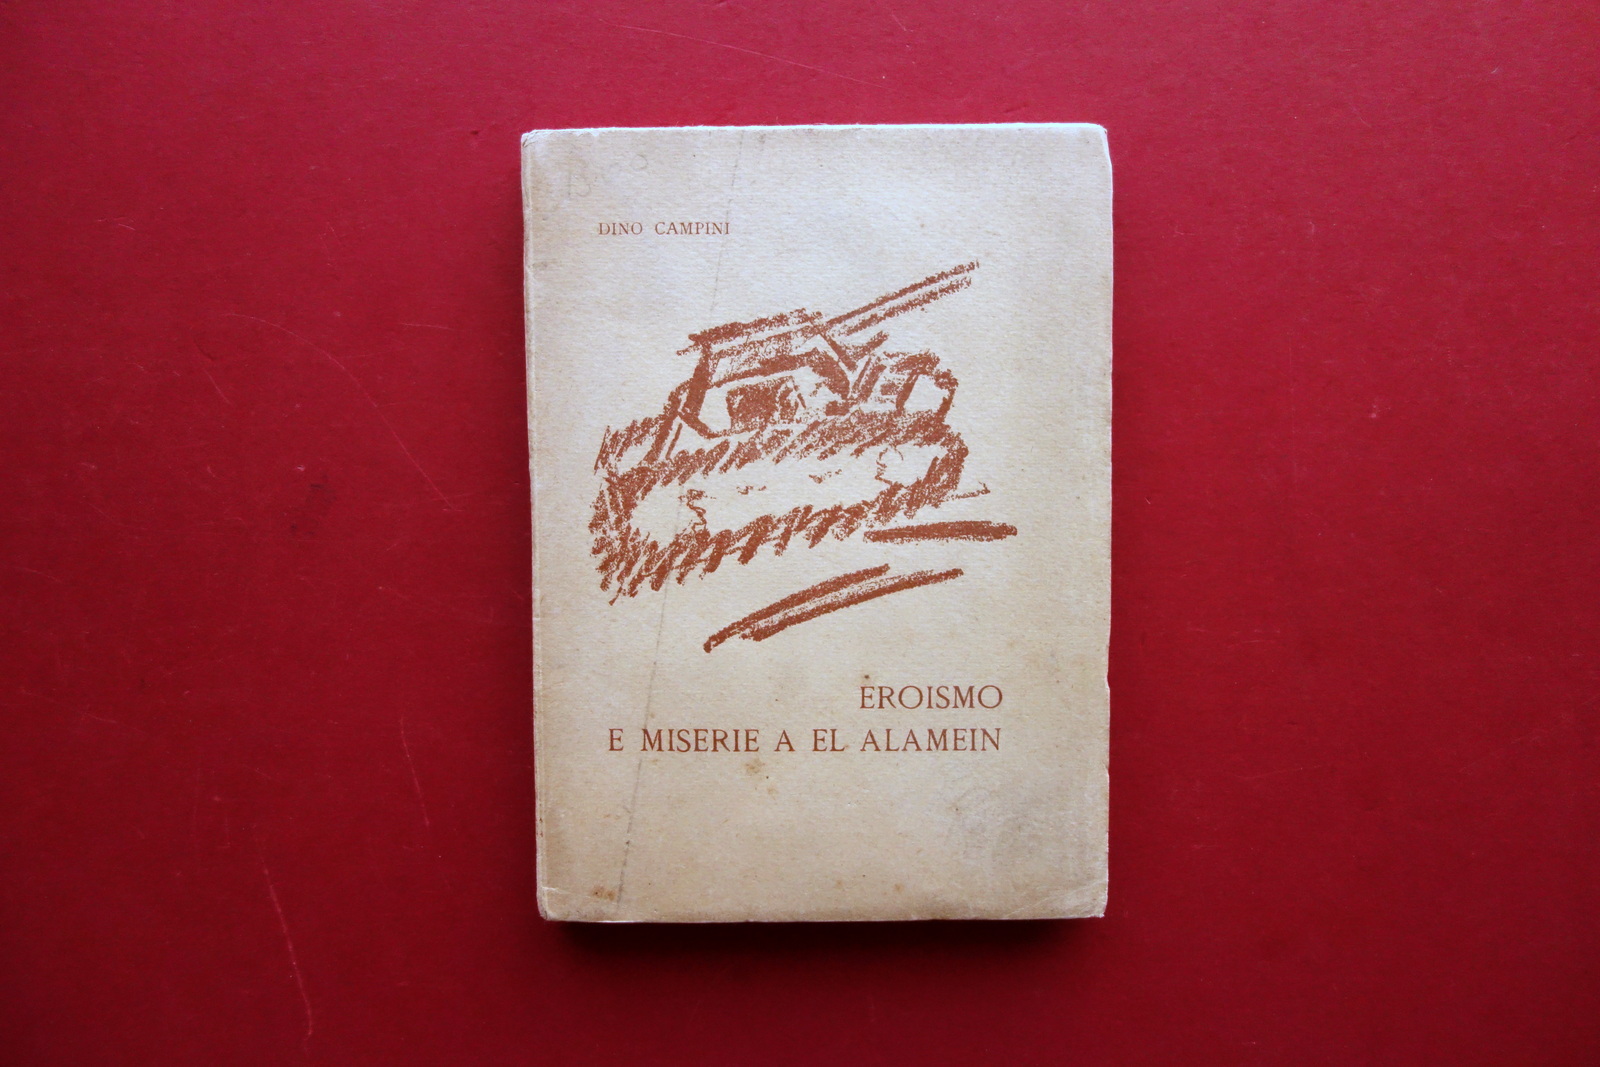 DINO CAMPINI
EROISMO
E MISERIE A EL ALAMEIN